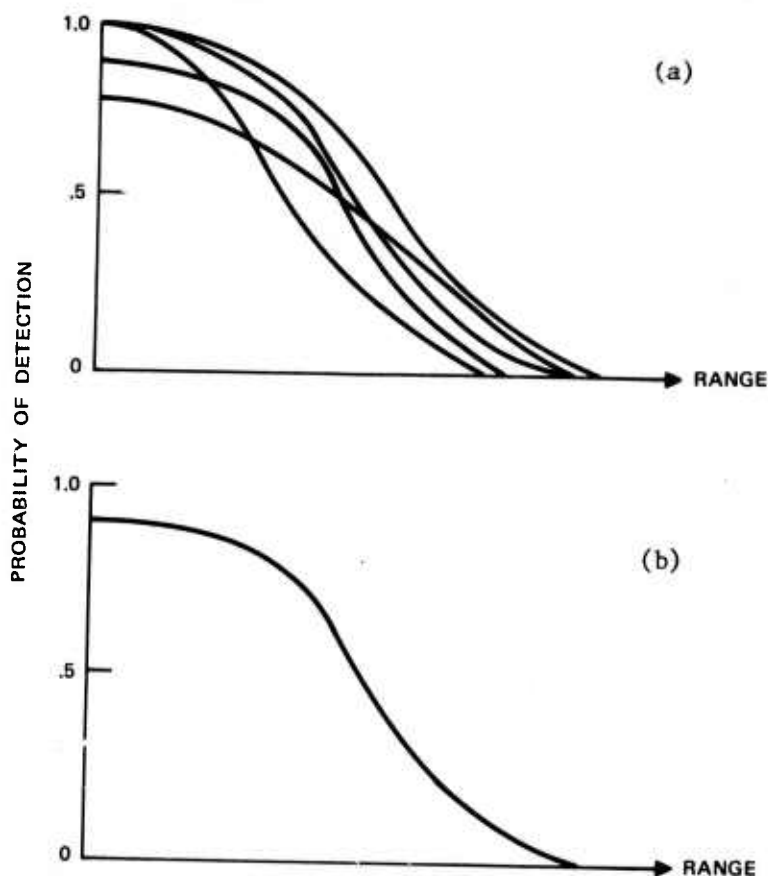 1.0
(a)
.5
0
RANGE
PROBABILITY OF DETECTION
1.0
(b)
.5
0
RANGE